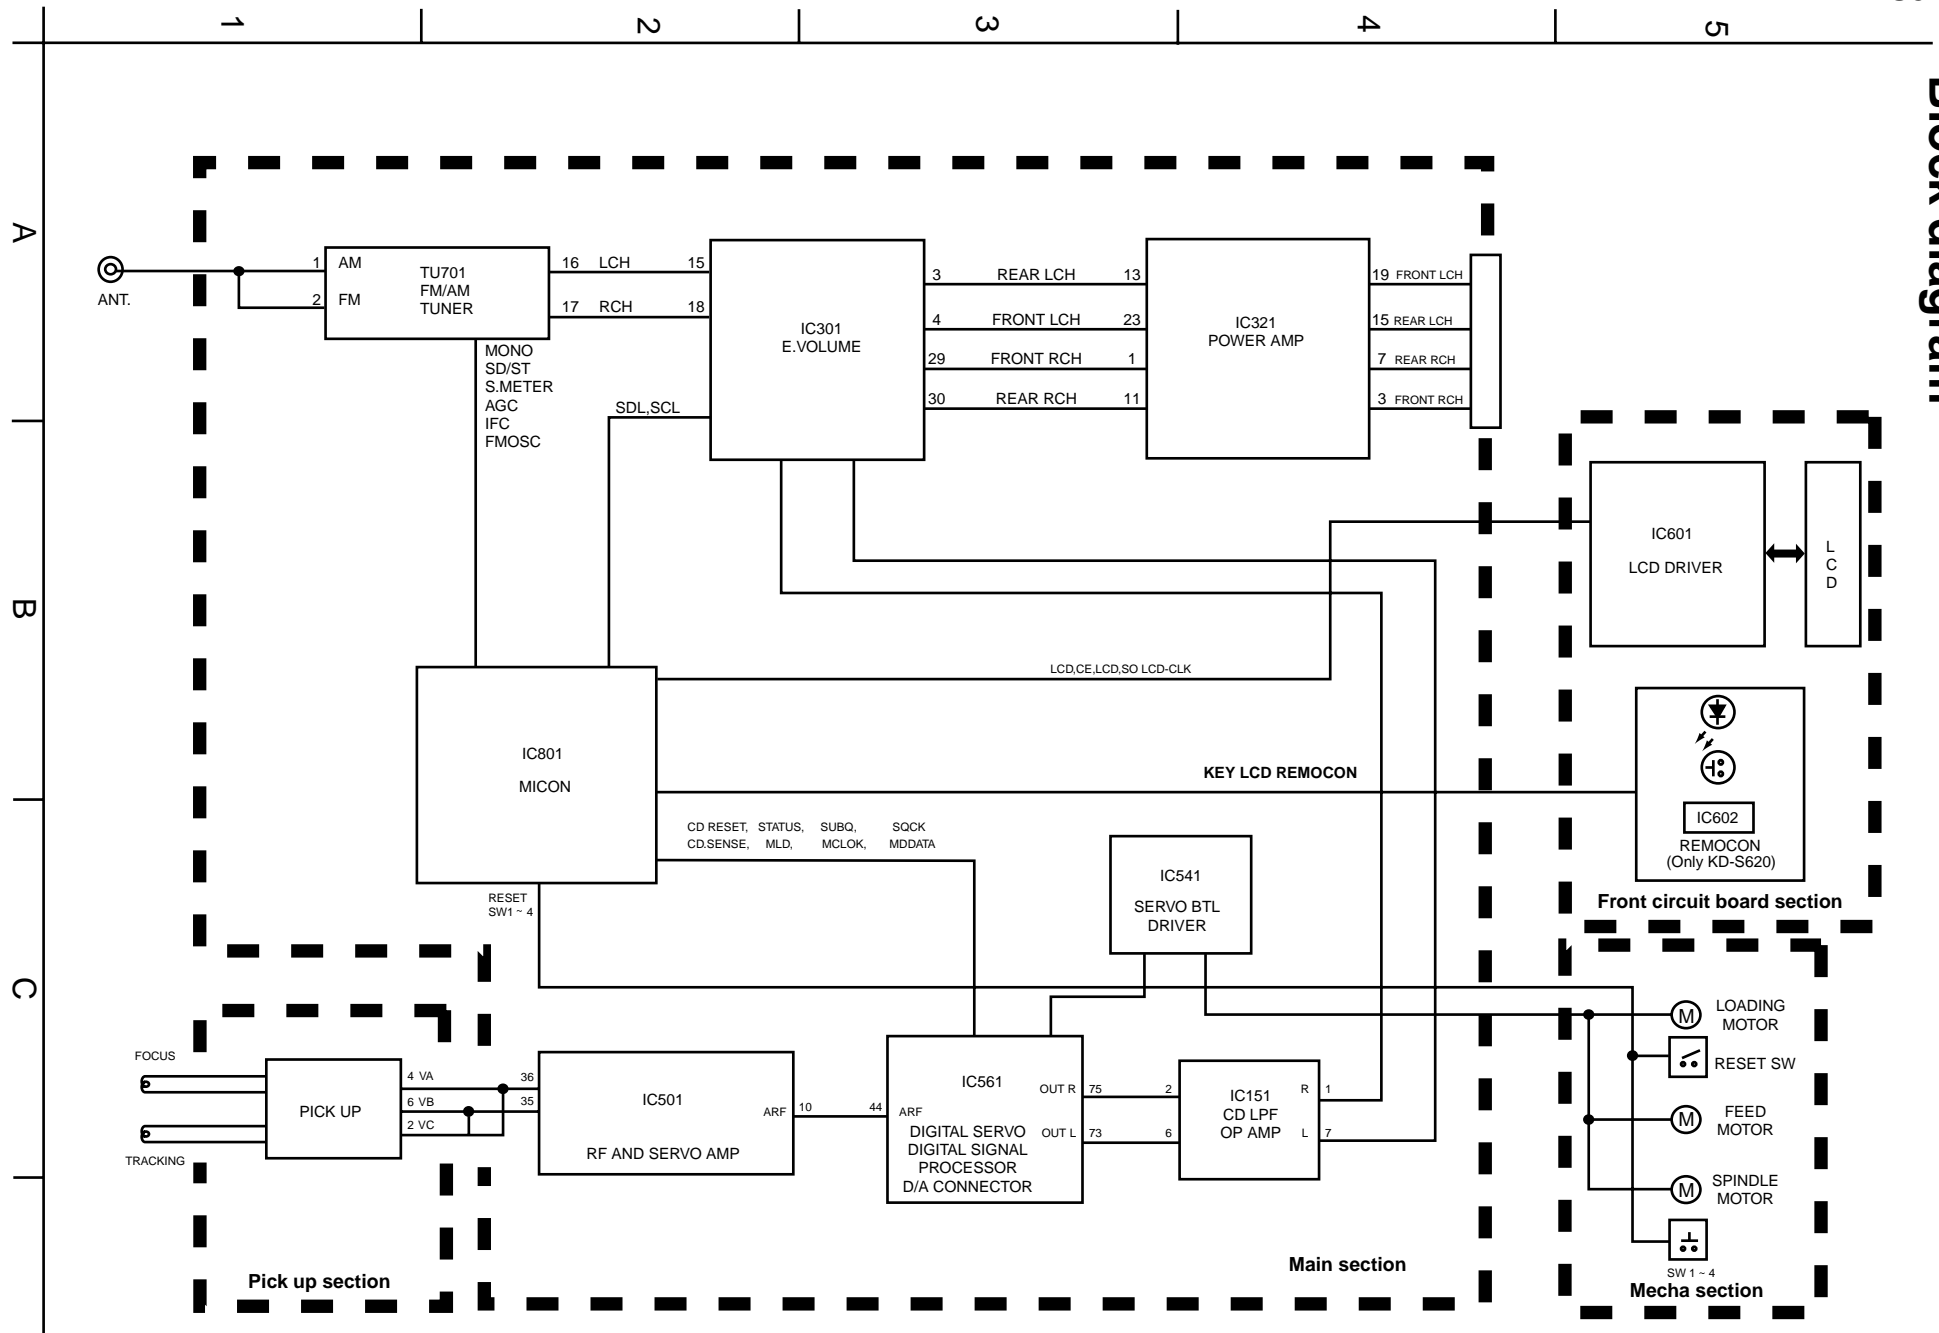 1 2 3 4 5
Block diagram
A
B
C
ANT.
1 AM
2 FM
TU701
FM/AM
TUNER
16 LCH 15
17 RCH 18
MONO
SD/ST
S.METER
AGC
IFC
FMOSC
SDL,SCL
IC301
E.VOLUME
3 REAR LCH 13
4 FRONT LCH 23
29 FRONT RCH 1
30 REAR RCH 11
IC321
POWER AMP
19 FRONT LCH
15 REAR LCH
7 REAR RCH
3 FRONT RCH
IC601
LCD DRIVER
L
C
D
LCD,CE,LCD,SO LCD-CLK
IC801
MICON
KEY LCD REMOCON
IC602
REMOCON
(Only KD-S620)
Front circuit board section
CD RESET, STATUS, SUBQ, SQCK
CD.SENSE, MLD, MCLOK, MDDATA
RESET
SW1 ~ 4
IC541
SERVO BTL
DRIVER
FOCUS
TRACKING
PICK UP
4 VA
6 VB
2 VC
36
35
IC501
RF AND SERVO AMP
ARF 10
44 ARF
IC561
DIGITAL SERVO
DIGITAL SIGNAL
PROCESSOR
D/A CONNECTOR
OUT R 75 2
OUT L 73 6
IC151
CD LPF
OP AMP
R 1
L 7
M LOADING
MOTOR
RESET SW
M FEED
MOTOR
M SPINDLE
MOTOR
SW 1 ~ 4
Mecha section
Main section
Pick up section